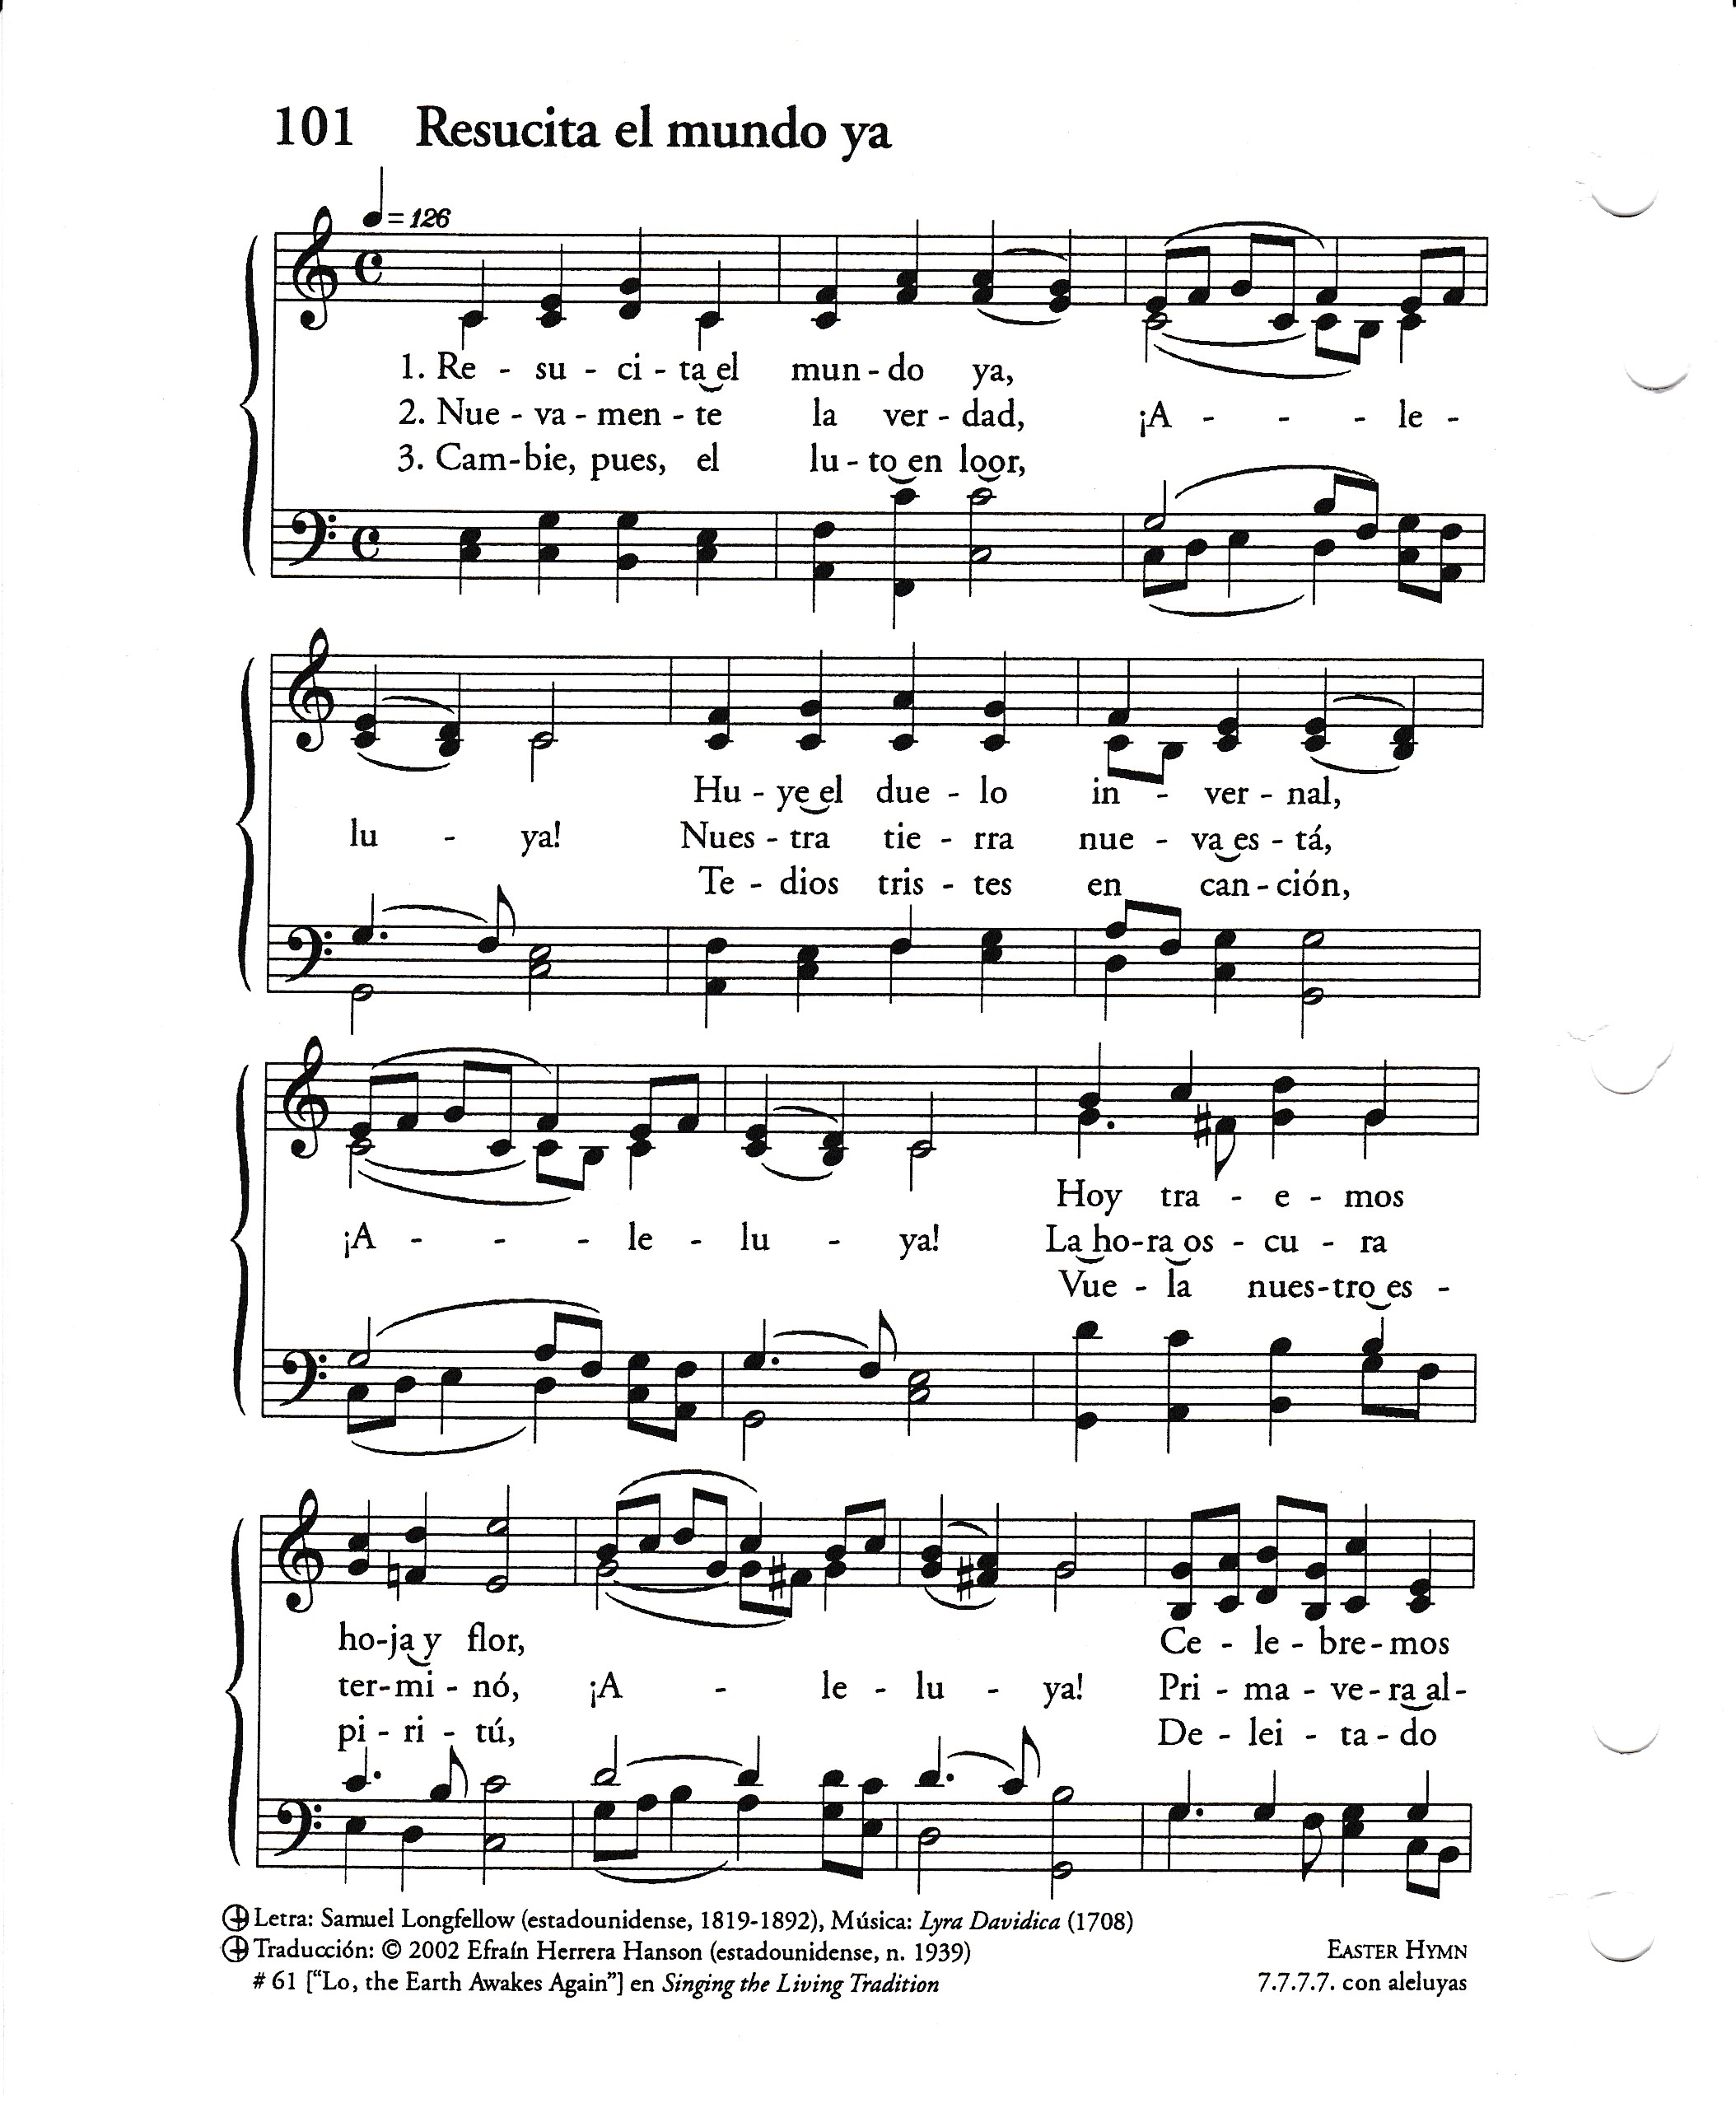 101 Resucita el mundo ya
= 126
1. Re - su - ci - ta el mun - do ya,
2. Nue - va - men - te la ver - dad, ¡A - - - le -
3. Cam-bie, pues, el lu - to en loor,
Hu - ye el due - lo in - ver - nal,
lu - ya! Nues - tra tie - rra nue - va es - tá,
Te - dios tris - tes en can - ción,
Hoy tra - e - mos
¡A - - - le - lu - ya! La ho-ra os - cu - ra
Vue - la nues-tro es -
ho-ja y flor, Ce - le - bre-mos
ter-mi - nó, ¡A - le - lu - ya! Pri - ma - ve - ra al-
pi - ri - tú, De - lei - ta - do
Letra: Samuel Longfellow (estadounidense, 1819-1892), Música: Lyra Davidica (1708)
Traducción: © 2002 Efraín Herrera Hanson (estadounidense, n. 1939) EASTER HYMN
# 61 ["Lo, the Earth Awakes Again"] en Singing the Living Tradition 7.7.7.7. con aleluyas